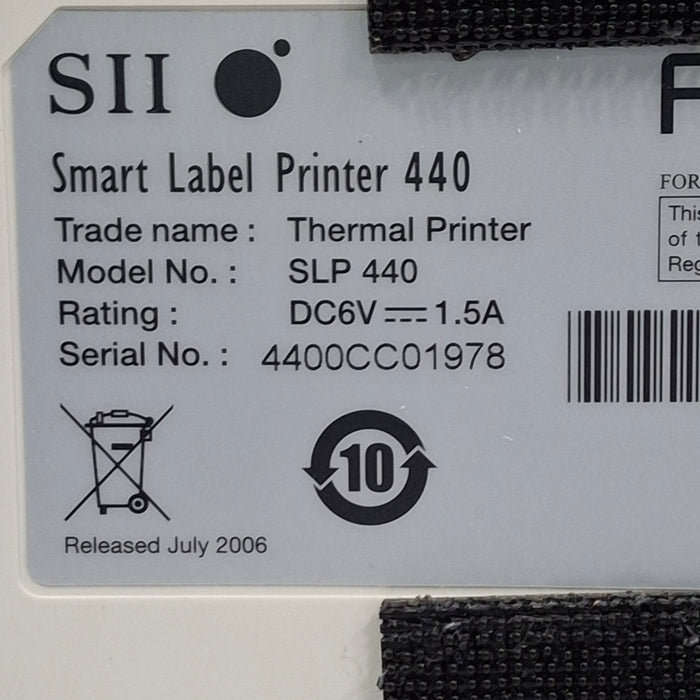 SII
Smart Label Printer 440
Trade name : Thermal Printer
Model No. : SLP 440
Rating : DC6V 1.5A
Serial No. : 4400CC01978
10
Released July 2006
F
FOR
This
of t
Reg